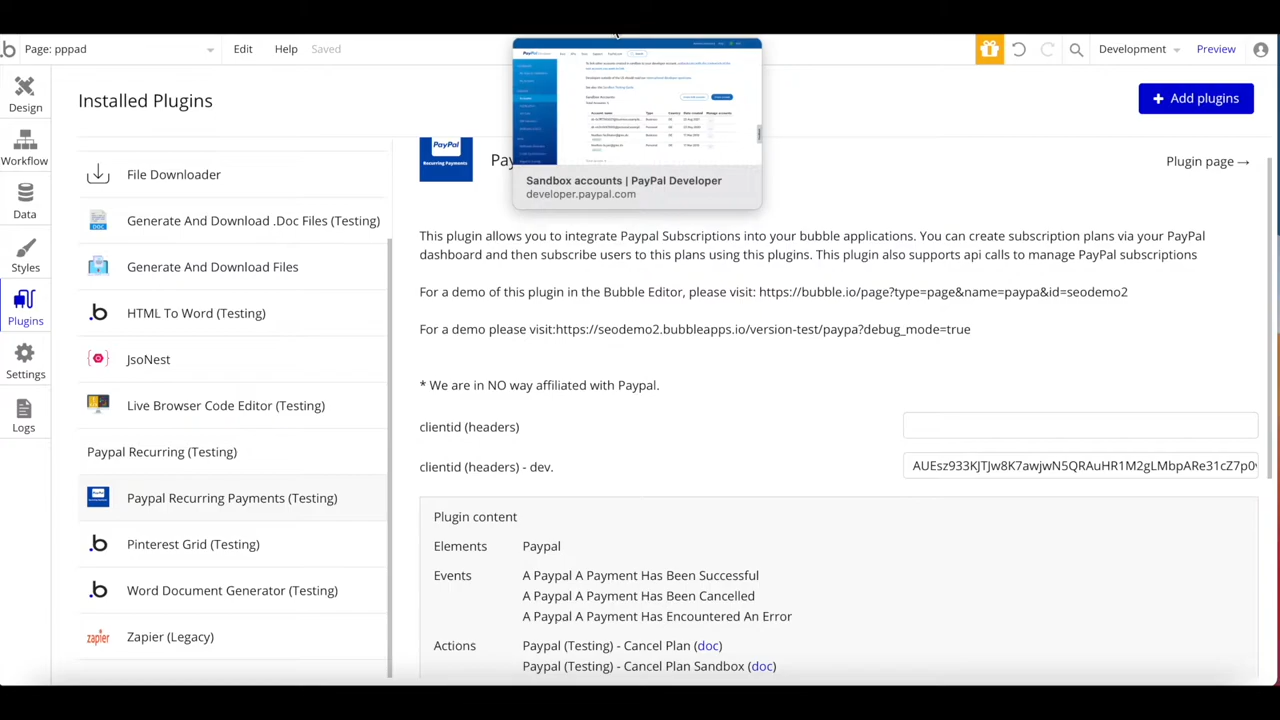 Page: pppad
Edit
Help
Saved
Development
Preview
Design
Workflow
Data
Styles
Plugins
Settings
Logs
Installed Plugins
+ Add plugins
File Downloader
Generate And Download .Doc Files (Testing)
Generate And Download Files
HTML To Word (Testing)
JsoNest
Live Browser Code Editor (Testing)
Paypal Recurring (Testing)
Paypal Recurring Payments (Testing)
Pinterest Grid (Testing)
Word Document Generator (Testing)
Zapier (Legacy)
PayPal
Recurring Payments
Plugin page →
PayPal
Sandbox accounts | PayPal Developer
developer.paypal.com
This plugin allows you to integrate Paypal Subscriptions into your bubble applications. You can create subscription plans via your PayPal
dashboard and then subscribe users to this plans using this plugins. This plugin also supports api calls to manage PayPal subscriptions
For a demo of this plugin in the Bubble Editor, please visit: https://bubble.io/page?type=page&name=paypa&id=seodemo2
For a demo please visit:https://seodemo2.bubbleapps.io/version-test/paypa?debug_mode=true
* We are in NO way affiliated with Paypal.
clientid (headers)
clientid (headers) - dev.
AUEsz933KJTJw8K7awjwN5QRAuHR1M2gLMbpARe31cZ7p0
Plugin content
Elements
Paypal
Events
A Paypal A Payment Has Been Successful
A Paypal A Payment Has Been Cancelled
A Paypal A Payment Has Encountered An Error
Actions
Paypal (Testing) - Cancel Plan (doc)
Paypal (Testing) - Cancel Plan Sandbox (doc)